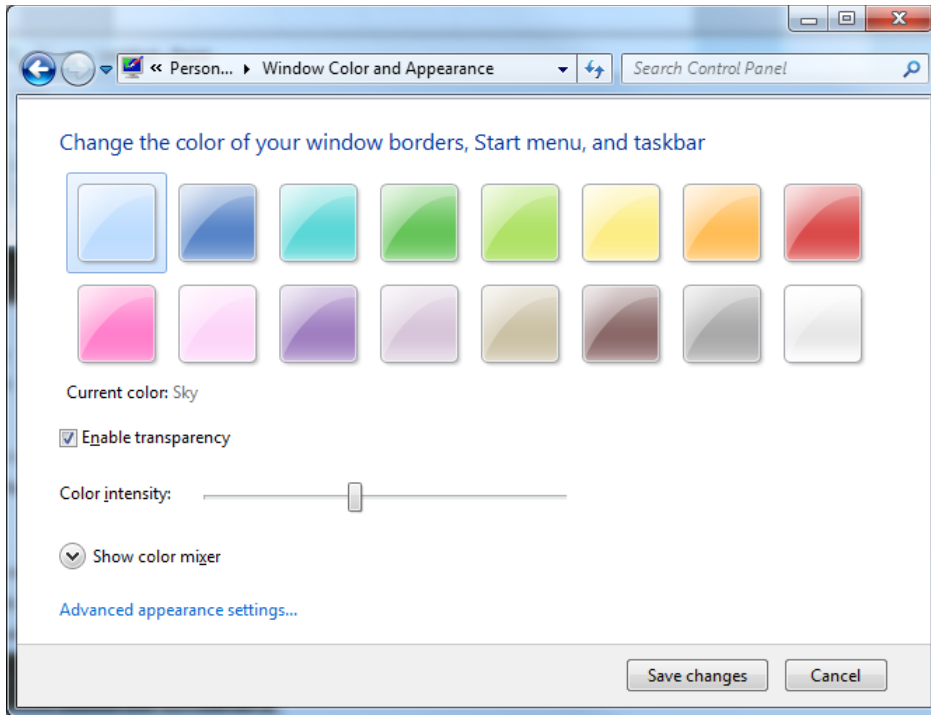 « Person... ▸ Window Color and Appearance Search Control Panel
Change the color of your window borders, Start menu, and taskbar
Current color: Sky
Enable transparency
Color intensity:
Show color mixer
Advanced appearance settings...
Save changes Cancel